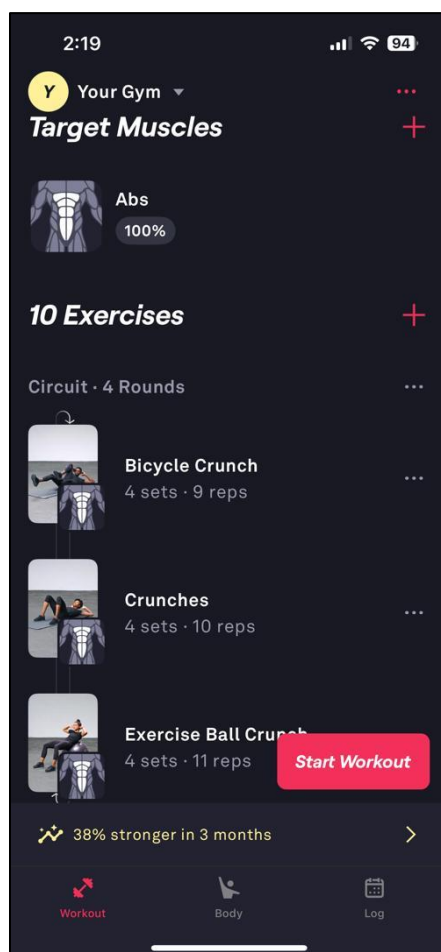 2:19
94
Y Your Gym
Target Muscles
Abs
100%
10 Exercises
Circuit · 4 Rounds
Bicycle Crunch
4 sets · 9 reps
Crunches
4 sets · 10 reps
Exercise Ball Crunch
4 sets · 11 reps
Start Workout
38% stronger in 3 months
Workout
Body
Log